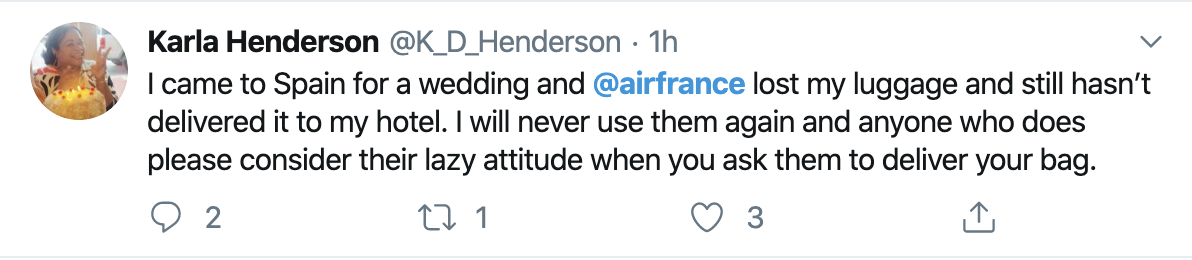 Karla Henderson @K_D_Henderson · 1h
I came to Spain for a wedding and @airfrance lost my luggage and still hasn’t
delivered it to my hotel. I will never use them again and anyone who does
please consider their lazy attitude when you ask them to deliver your bag.
2 1 3